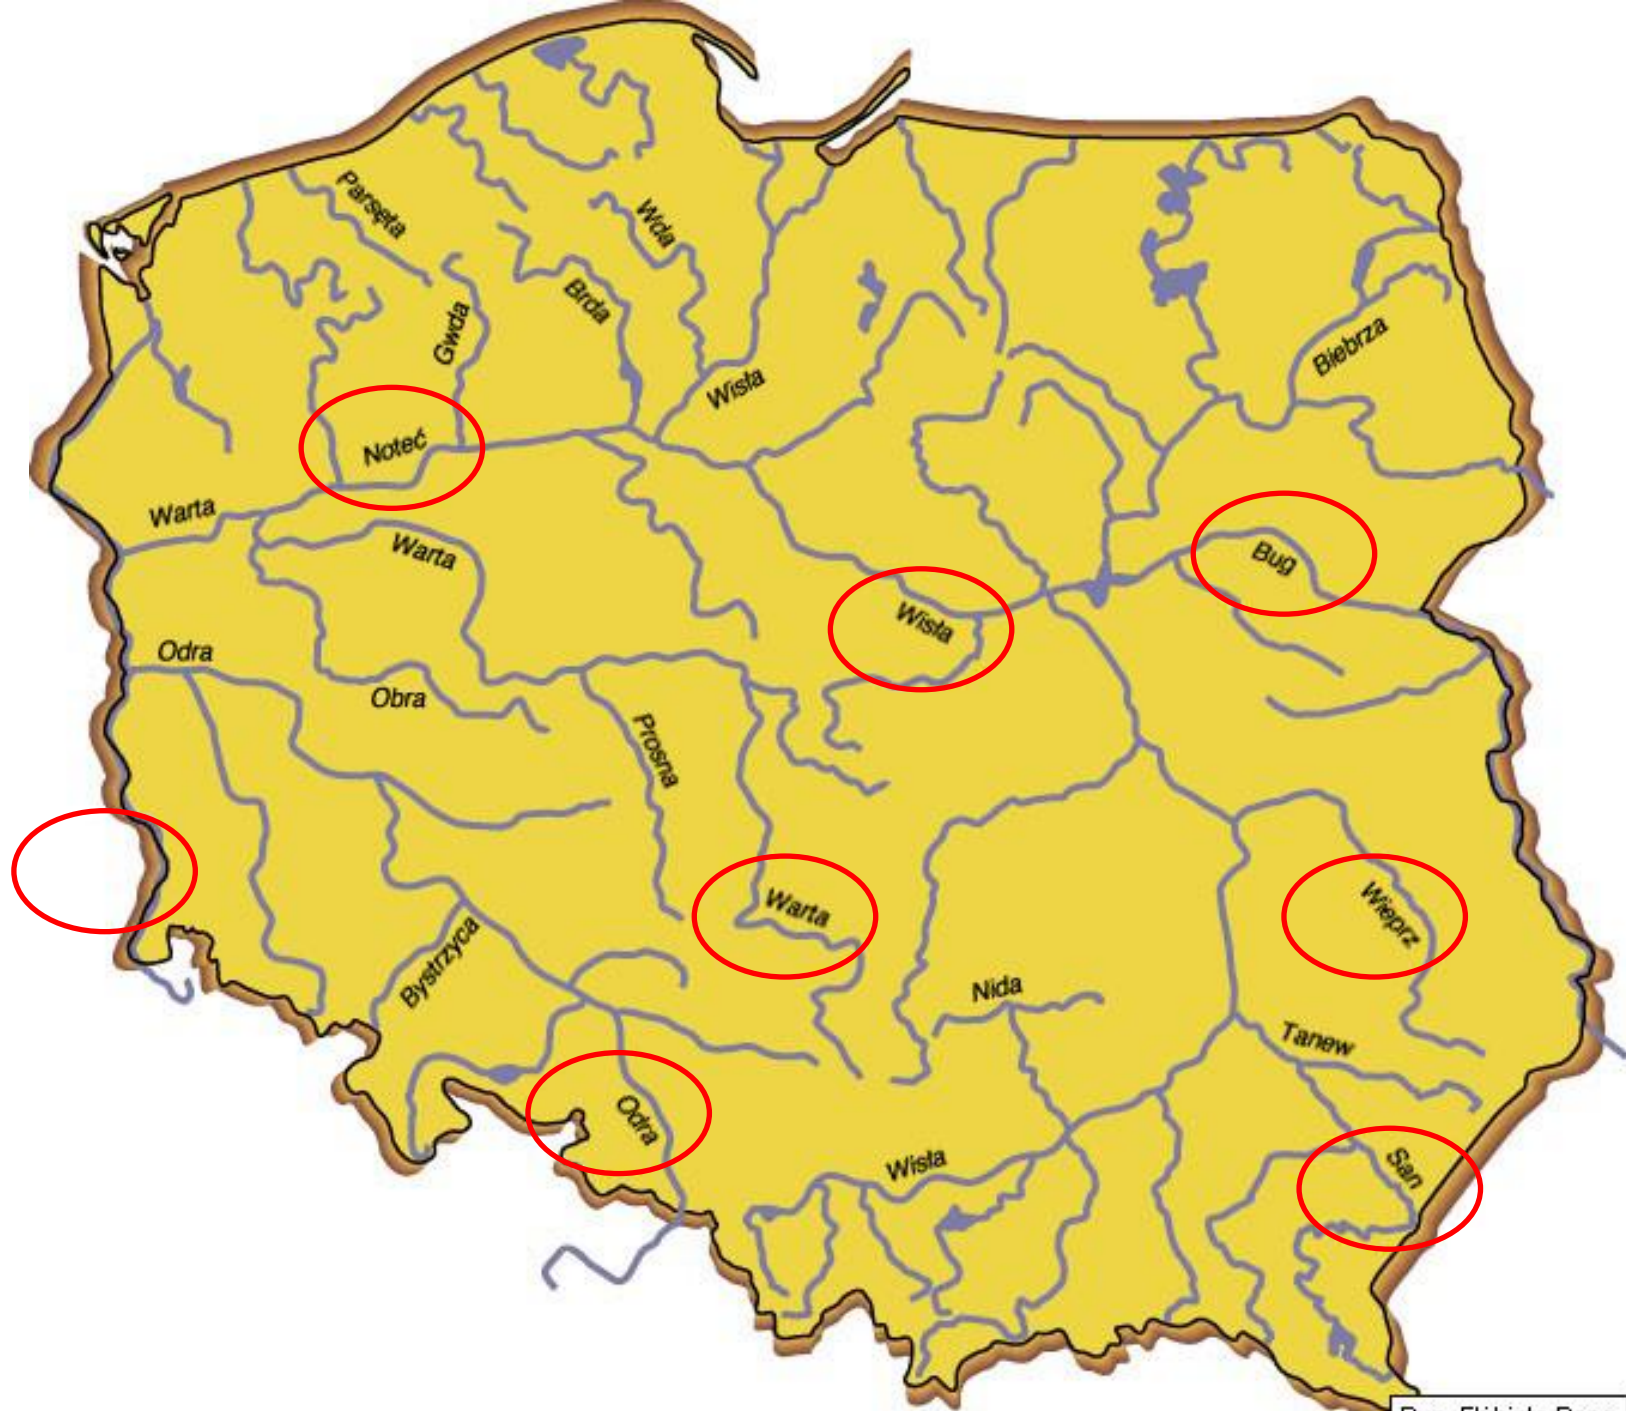 Parsęta
Wda
Brda
Gwda
Biebrza
Wisła
Noteć
Warta
Warta
Bug
Wisła
Odra
Obra
Prosna
Warta
Wieprz
Bystrzyca
Nida
Tanew
Odra
Wisła
San